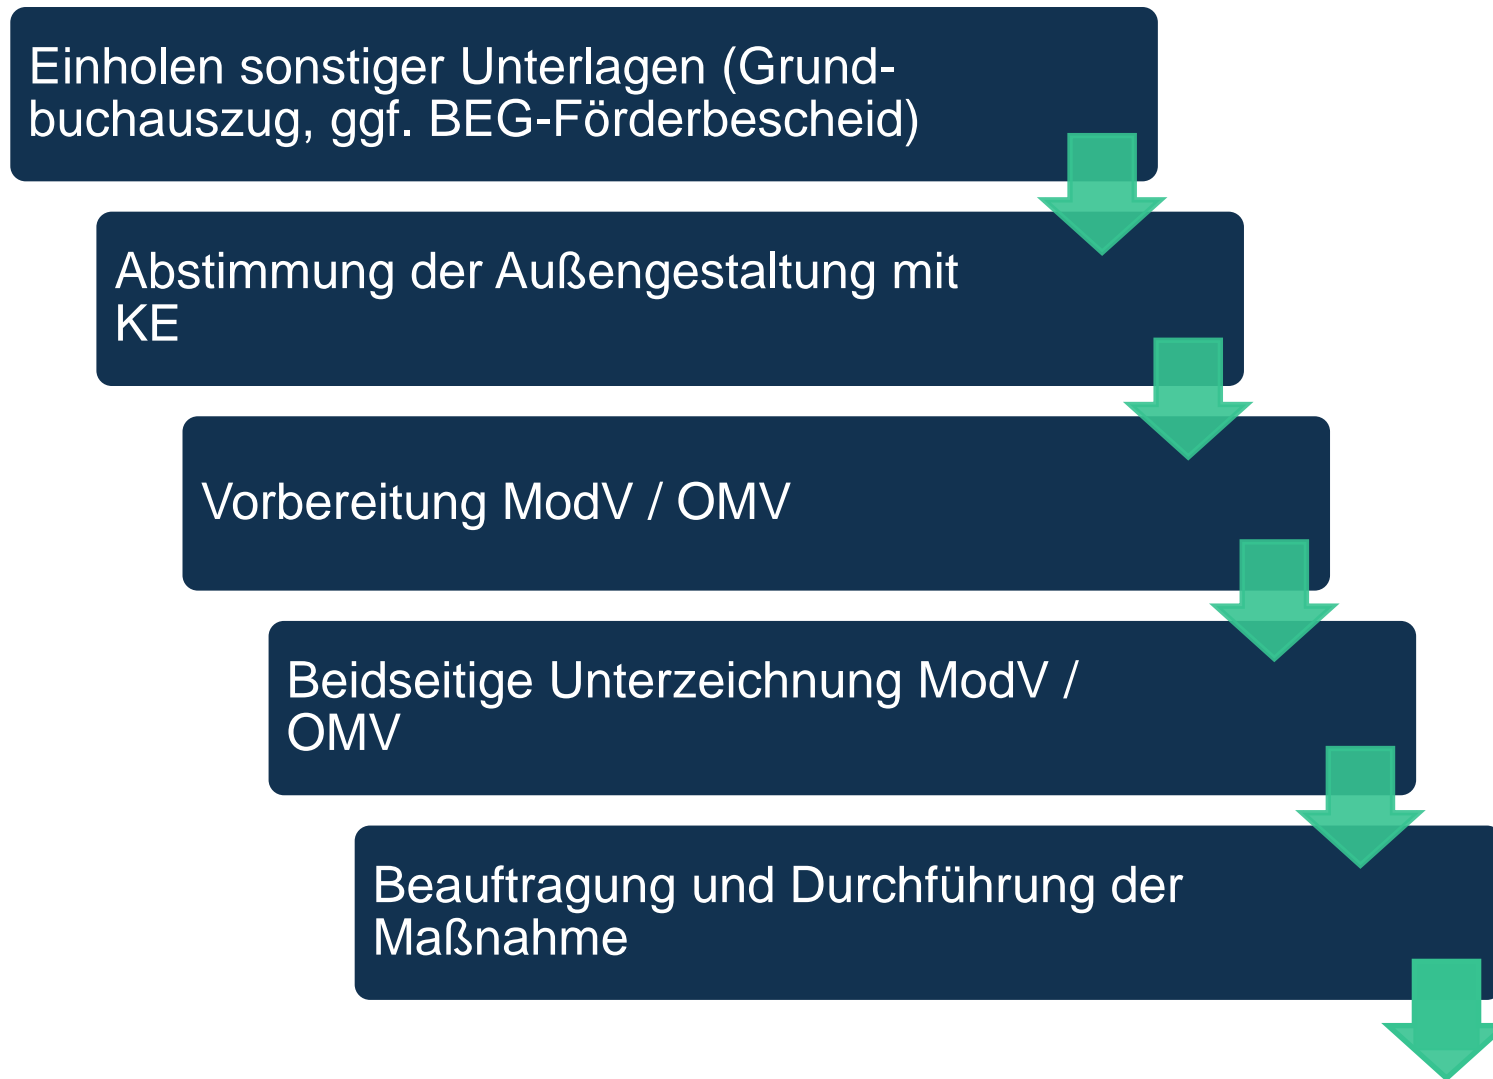 Einholen sonstiger Unterlagen (Grund-
buchauszug, ggf. BEG-Förderbescheid)
Abstimmung der Außengestaltung mit
KE
Vorbereitung ModV / OMV
Beidseitige Unterzeichnung ModV /
OMV
Beauftragung und Durchführung der
Maßnahme